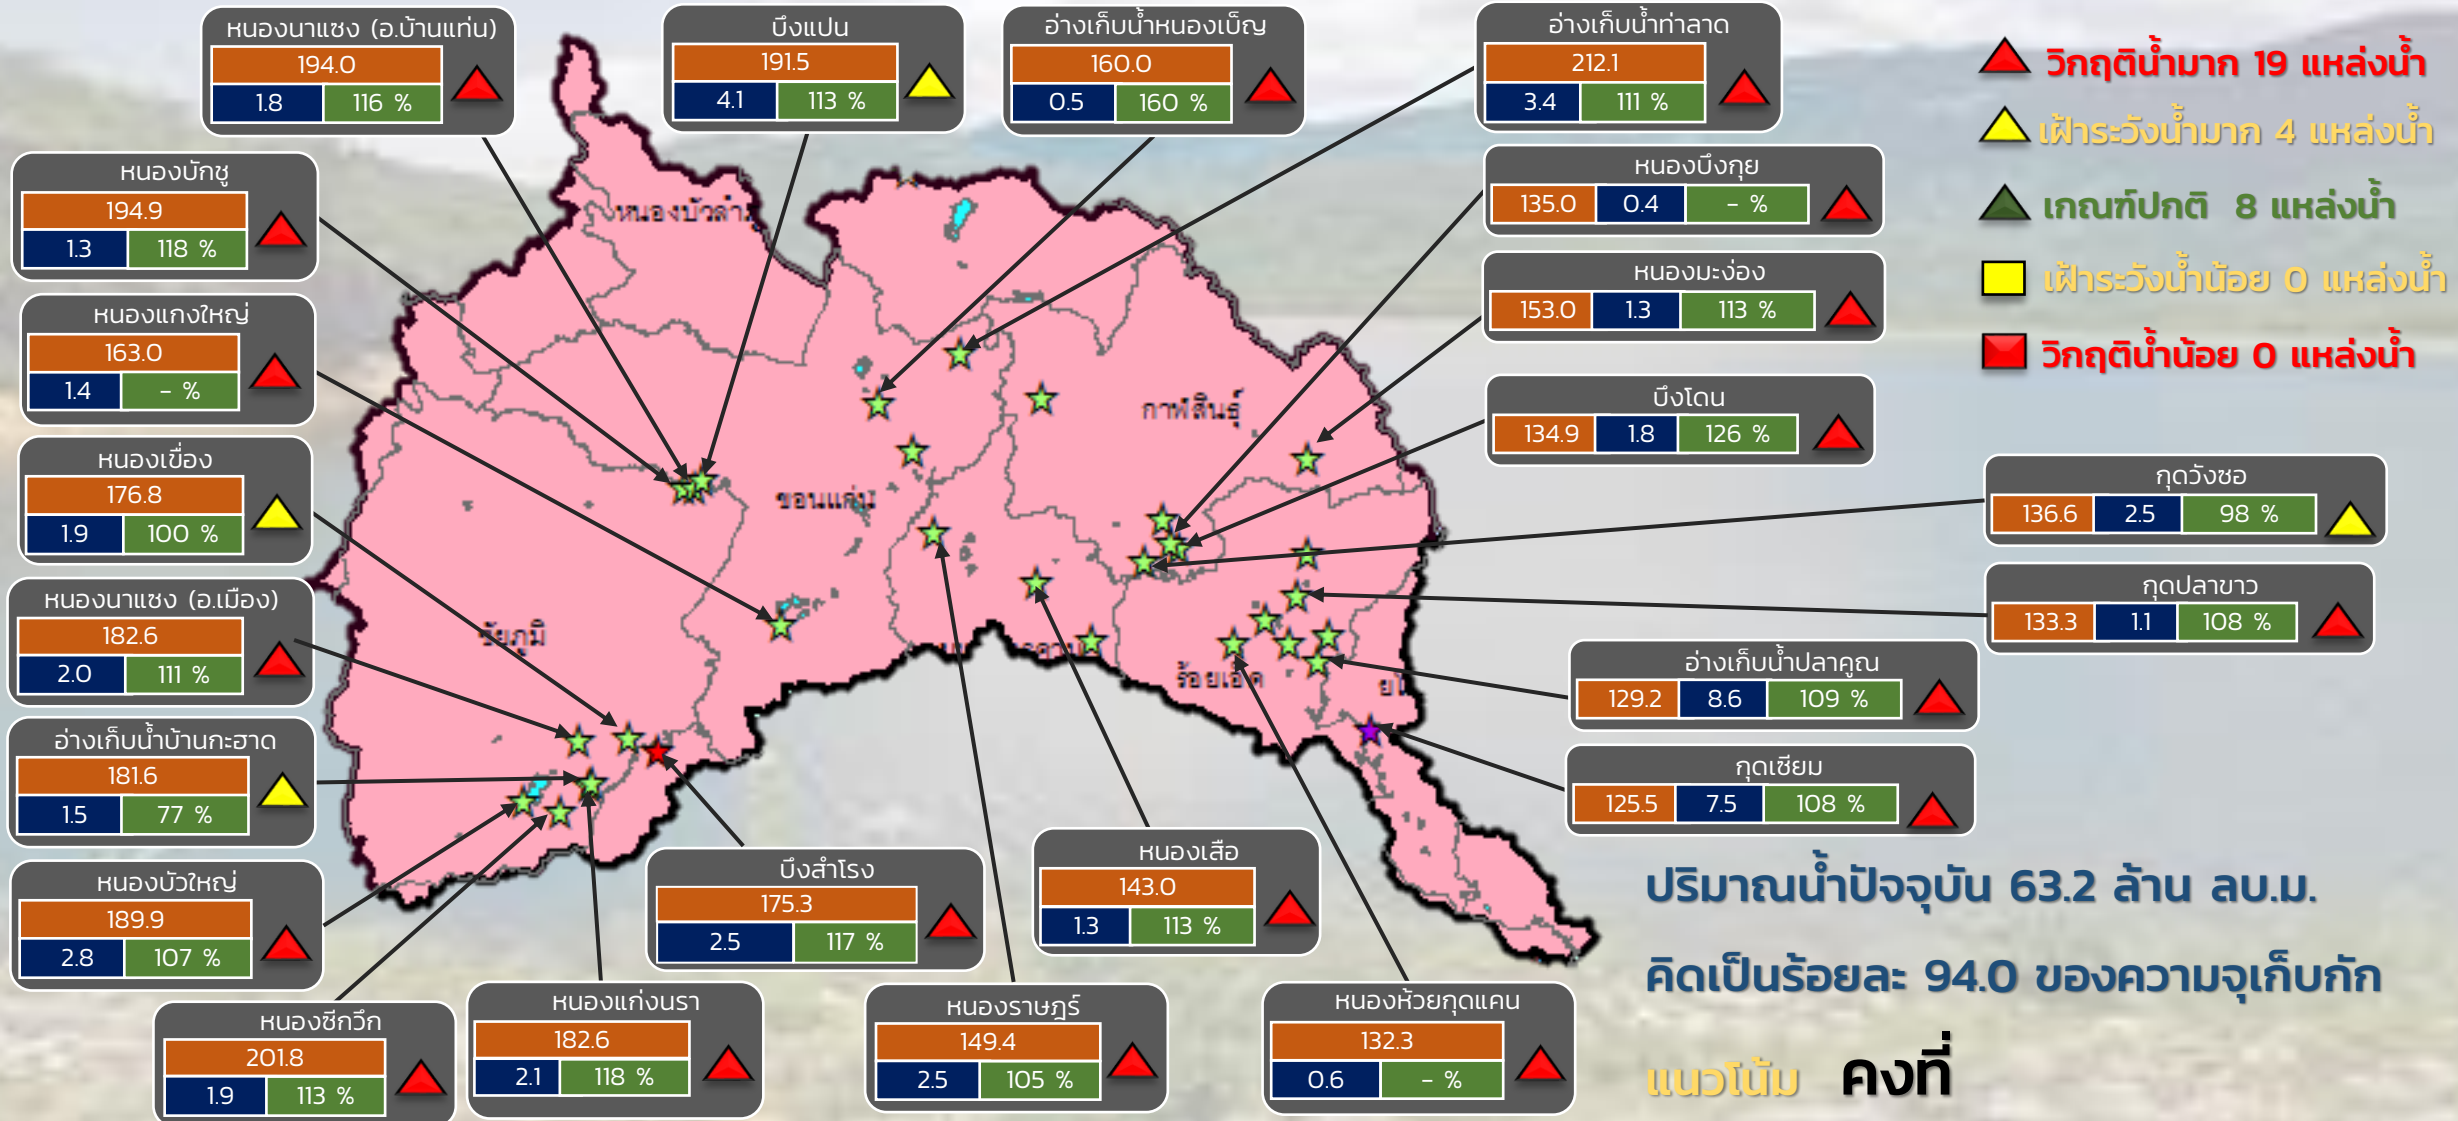 หนองนาแซง (อ.บ้านแท่น)
194.0
1.8 116 %
บึงแปน
191.5
4.1 113 %
อ่างเก็บน้ำหนองเบ็ญ
160.0
0.5 160 %
อ่างเก็บน้ำท่าลาด
212.1
3.4 111 %
วิกฤติน้ำมาก 19 แหล่งน้ำ
เฝ้าระวังน้ำมาก 4 แหล่งน้ำ
เกณฑ์ปกติ 8 แหล่งน้ำ
เฝ้าระวังน้ำน้อย 0 แหล่งน้ำ
วิกฤติน้ำน้อย 0 แหล่งน้ำ
หนองบักชู
194.9
1.3 118 %
หนองแกงใหญ่
163.0
1.4 - %
หนองเขื่อง
176.8
1.9 100 %
หนองนาแซง (อ.เมือง)
182.6
2.0 111 %
อ่างเก็บน้ำบ้านกะฮาด
181.6
1.5 77 %
หนองบัวใหญ่
189.9
2.8 107 %
หนองซีกวึก
201.8
1.9 113 %
หนองแก่งนรา
182.6
2.1 118 %
บึงสำโรง
175.3
2.5 117 %
หนองราษฎร์
149.4
2.5 105 %
หนองเสือ
143.0
1.3 113 %
หนองห้วยกุดแคน
132.3
0.6 - %
หนองบึงกุย
135.0 0.4 - %
หนองมะง่อง
153.0 1.3 113 %
บึงโดน
134.9 1.8 126 %
กุดวังซอ
136.6 2.5 98 %
กุดปลาขาว
133.3 1.1 108 %
อ่างเก็บน้ำปลาคูณ
129.2 8.6 109 %
กุดเซียม
125.5 7.5 108 %
กาฬสินธุ์
ขอนแก่น
ชัยภูมิ
ร้อยเอ็ด
ปริมาณน้ำปัจจุบัน 63.2 ล้าน ลบ.ม.
คิดเป็นร้อยละ 94.0 ของความจุเก็บกัก
แนวโน้ม คงที่